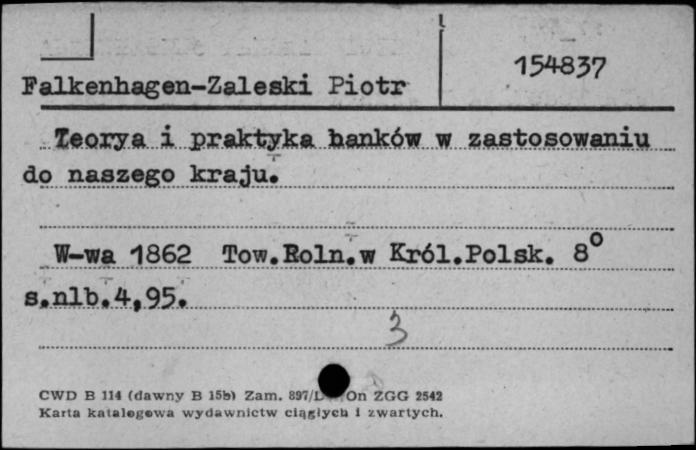 154837
Falkenhagen-Zaleski Piotr
Teorya i praktyka banków w zastosowaniu
do naszego kraju.
W-wa 1862 Tow.Roln.w Król.Polsk. 8°
s.nlb.4,95.
3
CWD B 114 (dawny B 15b) Zam. 897/D On ZGG 2542
Karta katalogowa wydawnictw ciągłych i zwartych.